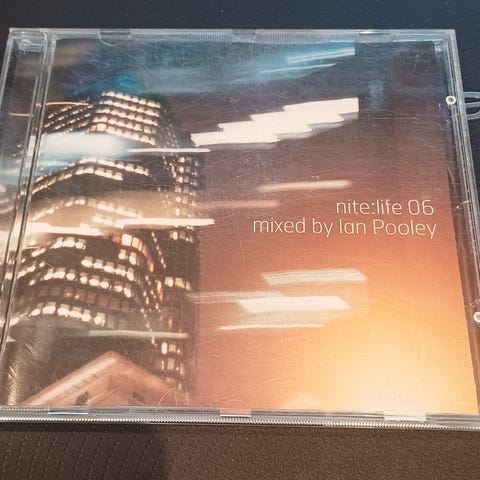 nite:life 06
mixed by Ian Pooley